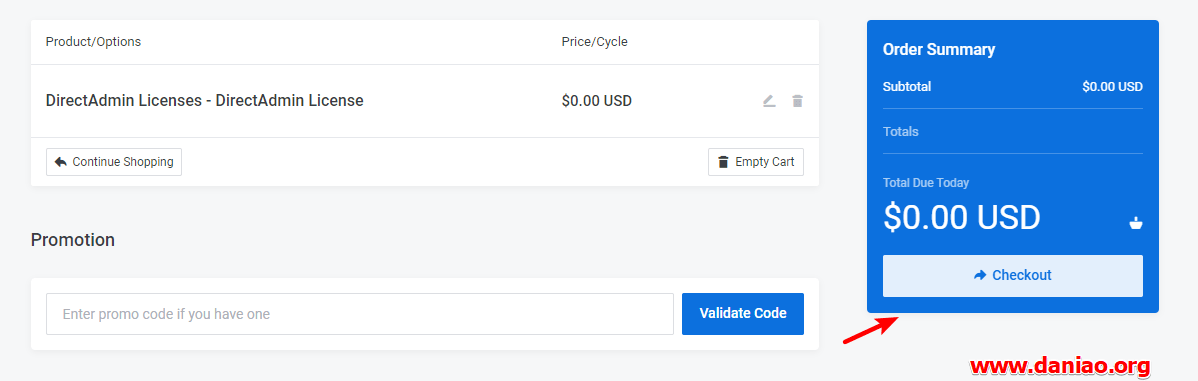 Product/Options Price/Cycle
DirectAdmin Licenses - DirectAdmin License $0.00 USD
Continue Shopping Empty Cart
Promotion
Enter promo code if you have one Validate Code
Order Summary
Subtotal $0.00 USD
Totals
Total Due Today
$0.00 USD
Checkout
www.daniao.org